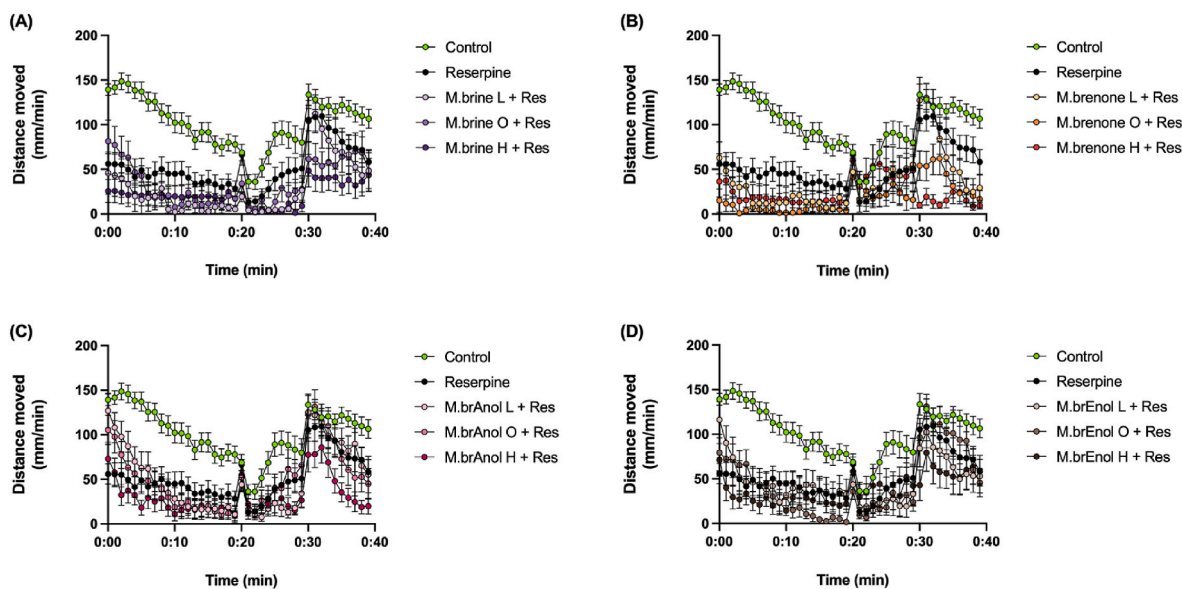 (A)
200
150
100
50
0
Distance moved
(mm/min)
0:00 0:10 0:20 0:30 0:40
Time (min)
Control
Reserpine
M.brine L + Res
M.brine O + Res
M.brine H + Res
(B)
200
150
100
50
0
Distance moved
(mm/min)
0:00 0:10 0:20 0:30 0:40
Time (min)
Control
Reserpine
M.brenone L + Res
M.brenone O + Res
M.brenone H + Res
(C)
200
150
100
50
0
Distance moved
(mm/min)
0:00 0:10 0:20 0:30 0:40
Time (min)
Control
Reserpine
M.brAnol L + Res
M.brAnol O + Res
M.brAnol H + Res
(D)
200
150
100
50
0
Distance moved
(mm/min)
0:00 0:10 0:20 0:30 0:40
Time (min)
Control
Reserpine
M.brEnol L + Res
M.brEnol O + Res
M.brEnol H + Res